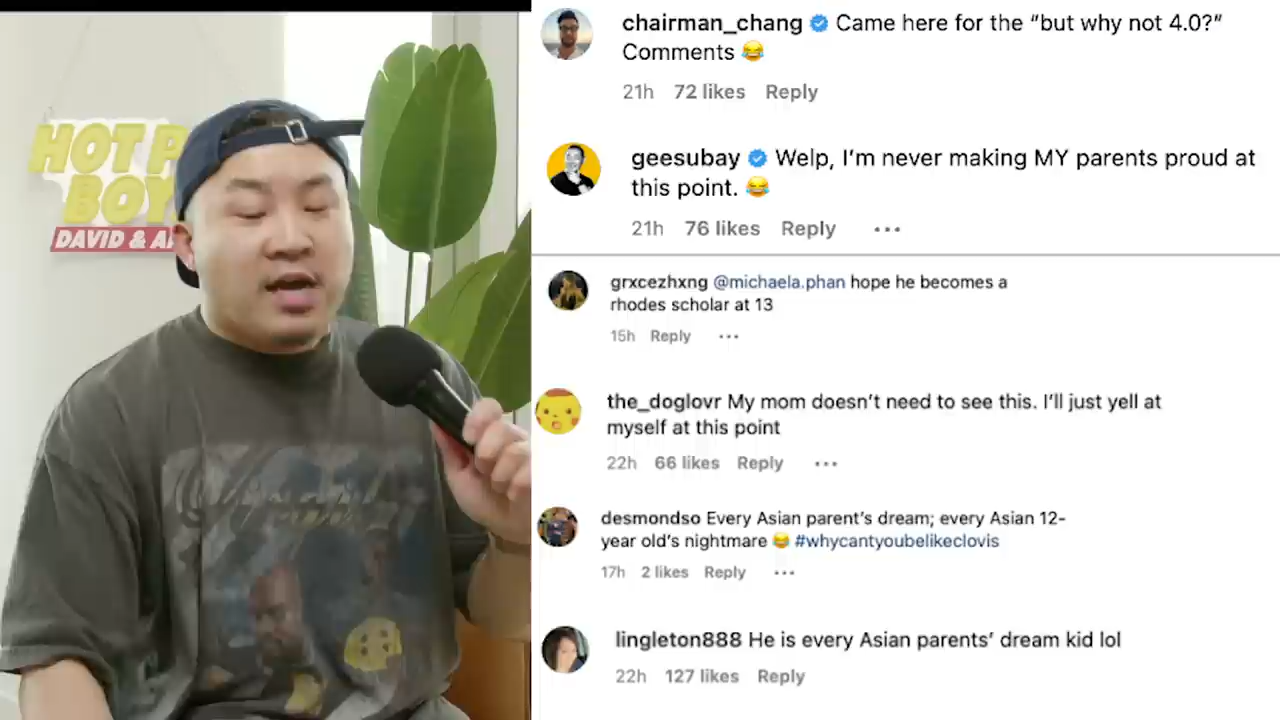 HOT P
BOY
DAVID & A
chairman_chang Came here for the “but why not 4.0?”
Comments 😂
21h 72 likes Reply
geesubay Welp, I’m never making MY parents proud at
this point. 😂
21h 76 likes Reply ...
grxcezhxng @michaela.phan hope he becomes a
rhodes scholar at 13
15h Reply ...
the_doglovr My mom doesn’t need to see this. I’ll just yell at
myself at this point
22h 66 likes Reply ...
desmondso Every Asian parent’s dream; every Asian 12-
year old’s nightmare 😂 #whycantyoubelikeclovis
17h 2 likes Reply ...
lingleton888 He is every Asian parents’ dream kid lol
22h 127 likes Reply